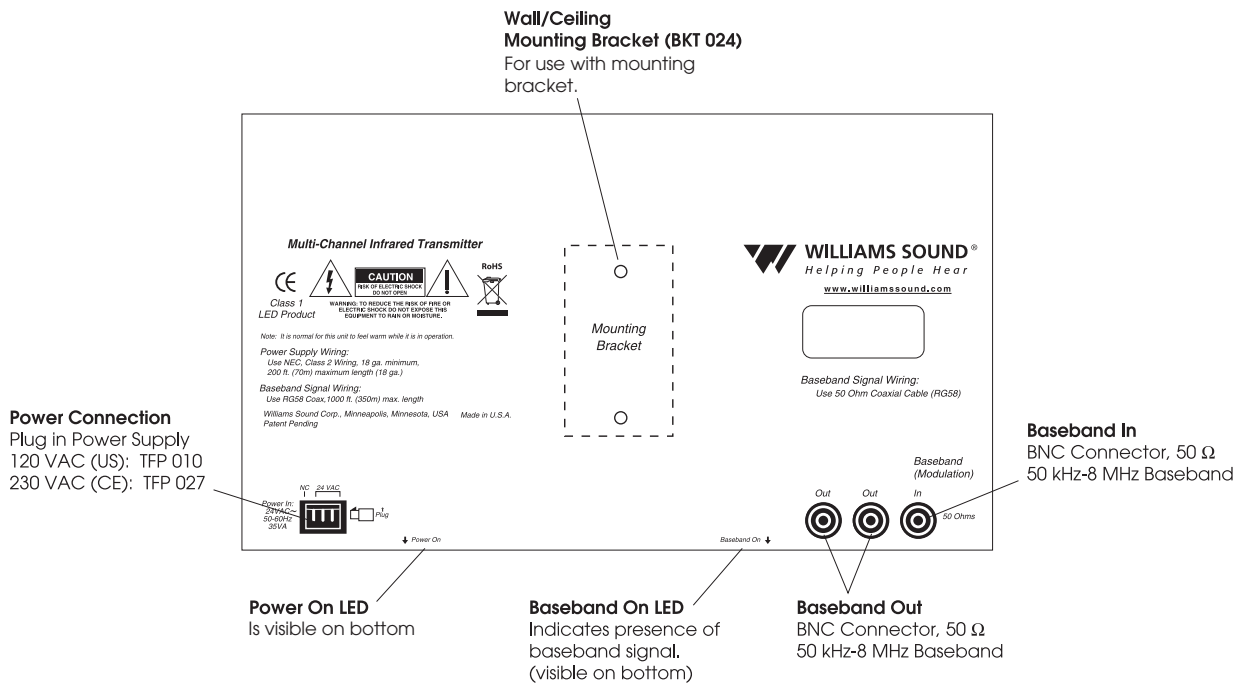 Wall/Ceiling
Mounting Bracket (BKT 024)
For use with mounting
bracket.
Multi-Channel Infrared Transmitter
CE
Class 1
LED Product
CAUTION
RISK OF ELECTRIC SHOCK
DO NOT OPEN
RoHS
WARNING: TO REDUCE THE RISK OF FIRE OR
ELECTRIC SHOCK DO NOT EXPOSE THIS
EQUIPMENT TO RAIN OR MOISTURE.
Note: It is normal for this unit to feel warm while it is in operation.
Power Supply Wiring:
Use NEC, Class 2 Wiring, 18 ga. minimum,
200 ft. (70m) maximum length (18 ga.)
Baseband Signal Wiring:
Use RG58 Coax,1000 ft. (350m) max. length
Williams Sound Corp., Minneapolis, Minnesota, USA Made in U.S.A.
Patent Pending
Mounting
Bracket
WILLIAMS SOUND®
Helping People Hear
www.williamssound.com
Baseband Signal Wiring:
Use 50 Ohm Coaxial Cable (RG58)
Power Connection
Plug in Power Supply
120 VAC (US): TFP 010
230 VAC (CE): TFP 027
NC 24 VAC
Power In:
24VAC~
50-60Hz
35VA
1
Plug
Power On
Baseband On
Baseband
(Modulation)
Out Out In
50 Ohms
Baseband In
BNC Connector, 50 Ω
50 kHz-8 MHz Baseband
Power On LED
Is visible on bottom
Baseband On LED
Indicates presence of
baseband signal.
(visible on bottom)
Baseband Out
BNC Connector, 50 Ω
50 kHz-8 MHz Baseband